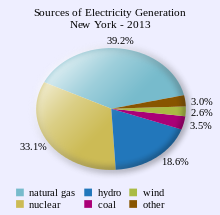 Sources of Electricity Generation
New York - 2013
39.2%
3.0%
2.6%
3.5%
33.1%
18.6%
natural gas hydro wind
nuclear coal other